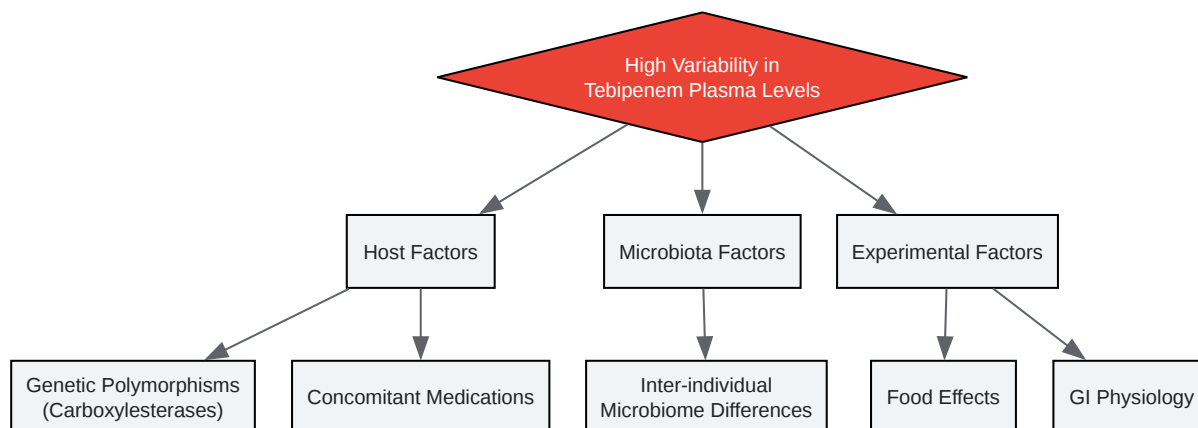 High Variability in
Tebipenem Plasma Levels
Host Factors
Microbiota Factors
Experimental Factors
Genetic Polymorphisms
(Carboxylesterases)
Concomitant Medications
Inter-individual
Microbiome Differences
Food Effects
GI Physiology